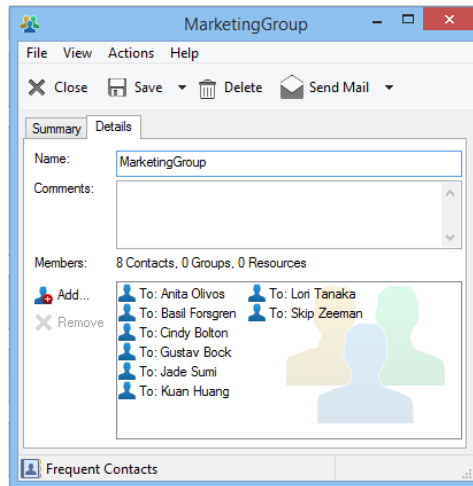 MarketingGroup
File View Actions Help
Close Save Delete Send Mail
Summary Details
Name: MarketingGroup
Comments:
Members: 8 Contacts, 0 Groups, 0 Resources
Add...
Remove
To: Anita Olivos To: Lori Tanaka
To: Basil Forsgren To: Skip Zeeman
To: Cindy Bolton
To: Gustav Bock
To: Jade Sumi
To: Kuan Huang
Frequent Contacts